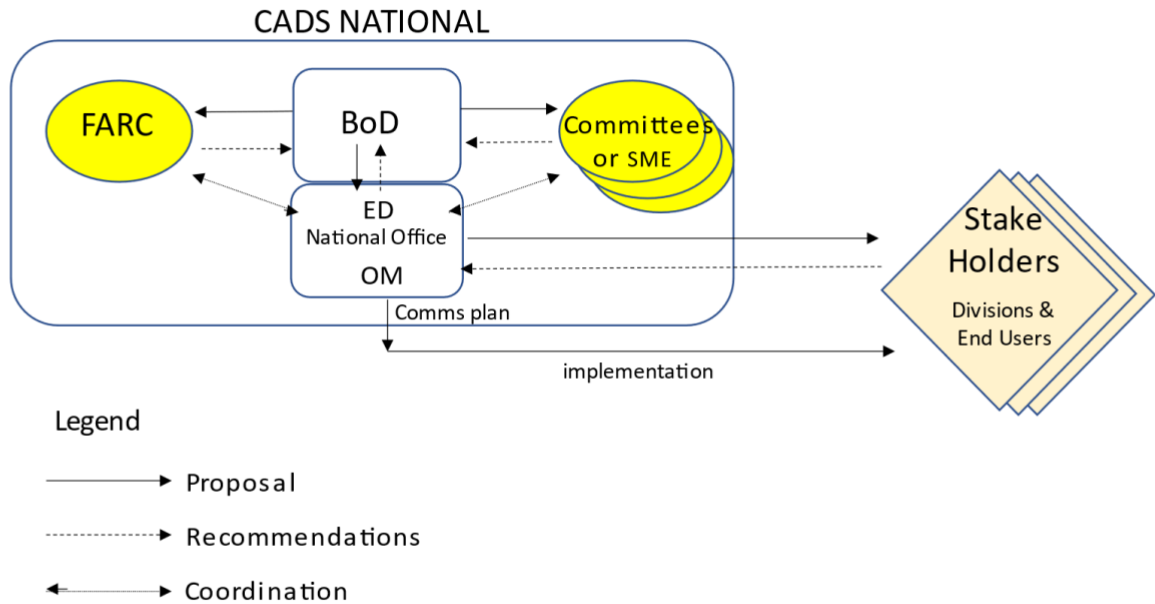 CADS NATIONAL
FARC
BoD
Committees
or SME
ED
National Office
OM
Comms plan
implementation
Stake
Holders
Divisions &
End Users
Legend
Proposal
Recommendations
Coordination